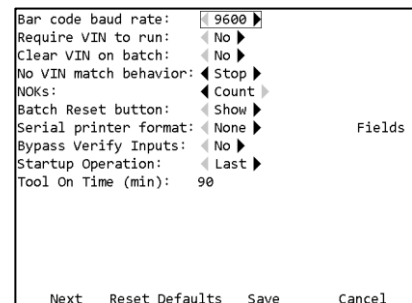 Bar code baud rate: 9600
Require VIN to run: No
Clear VIN on batch: No
No VIN match behavior: Stop
NOKs: Count
Batch Reset button: Show
Serial printer format: None Fields
Bypass Verify Inputs: No
Startup Operation: Last
Tool On Time (min): 90
Next Reset Defaults Save Cancel